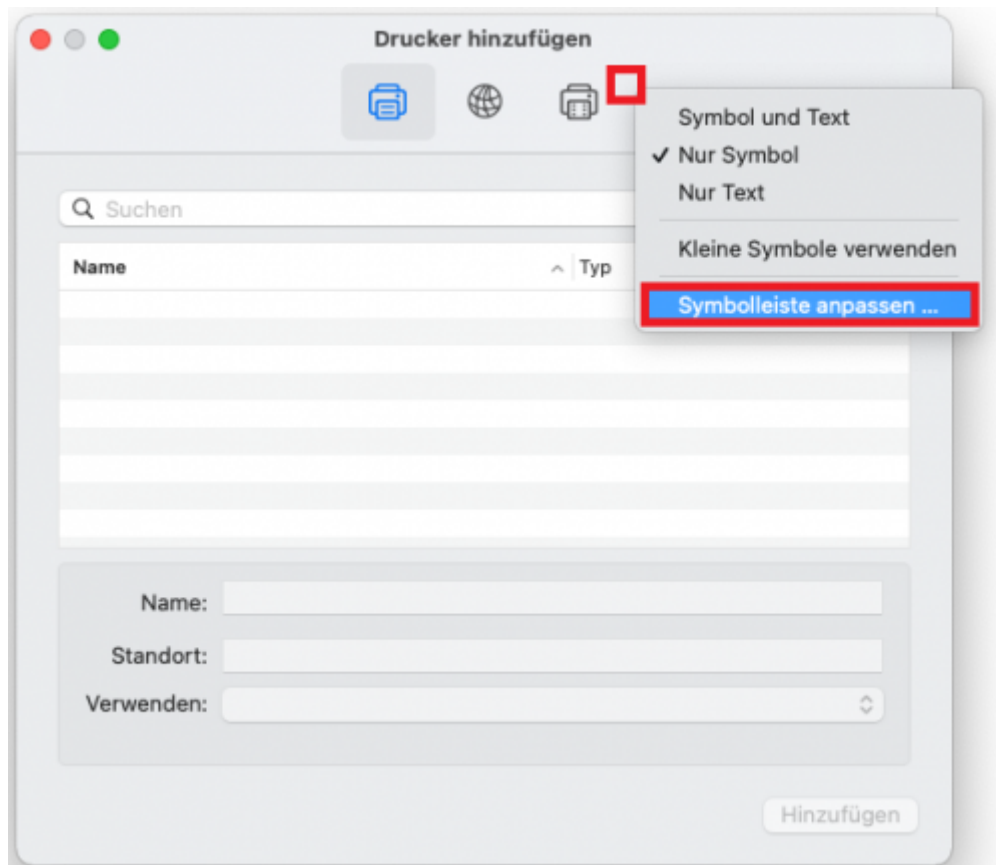 Drucker hinzufügen
Symbol und Text
✓ Nur Symbol
Nur Text
Kleine Symbole verwenden
Symbolleiste anpassen ...
Suchen
Name
Typ
Name:
Standort:
Verwenden:
Hinzufügen